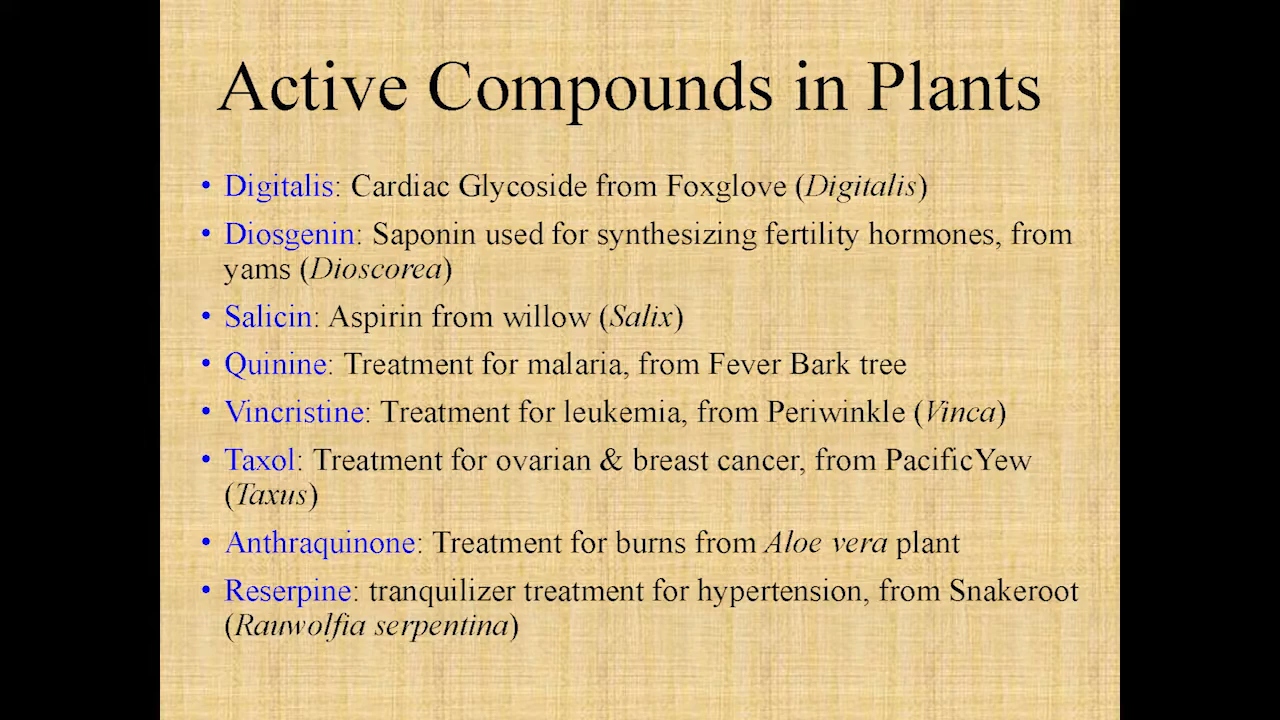 Active Compounds in Plants
• Digitalis: Cardiac Glycoside from Foxglove (Digitalis)
• Diosgenin: Saponin used for synthesizing fertility hormones, from
yams (Dioscorea)
• Salicin: Aspirin from willow (Salix)
• Quinine: Treatment for malaria, from Fever Bark tree
• Vincristine: Treatment for leukemia, from Periwinkle (Vinca)
• Taxol: Treatment for ovarian & breast cancer, from PacificYew
(Taxus)
• Anthraquinone: Treatment for burns from Aloe vera plant
• Reserpine: tranquilizer treatment for hypertension, from Snakeroot
(Rauwolfia serpentina)